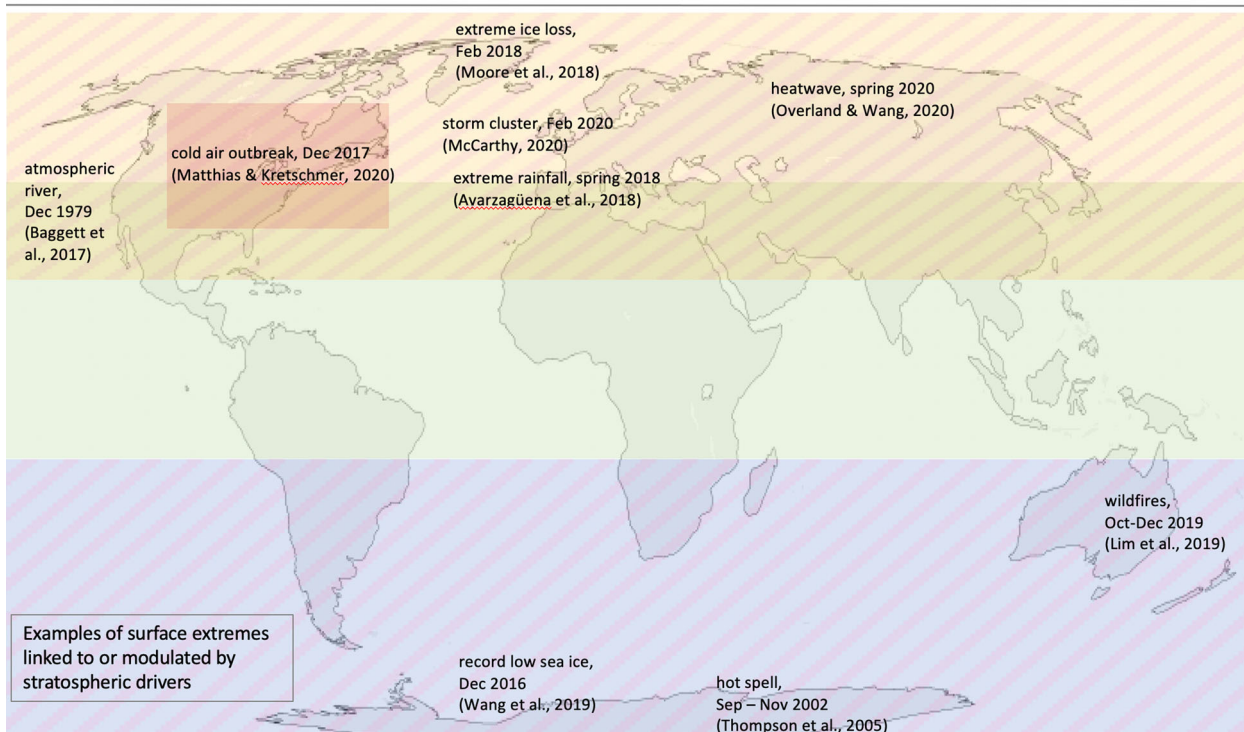 extreme ice loss,
Feb 2018
(Moore et al., 2018)
heatwave, spring 2020
(Overland & Wang, 2020)
storm cluster, Feb 2020
(McCarthy, 2020)
cold air outbreak, Dec 2017
(Matthias & Kretschmer, 2020)
atmospheric
river,
Dec 1979
(Baggett et
al., 2017)
extreme rainfall, spring 2018
(Avarzagüena et al., 2018)
wildfires,
Oct-Dec 2019
(Lim et al., 2019)
Examples of surface extremes
linked to or modulated by
stratospheric drivers
record low sea ice,
Dec 2016
(Wang et al., 2019)
hot spell,
Sep – Nov 2002
(Thompson et al., 2005)